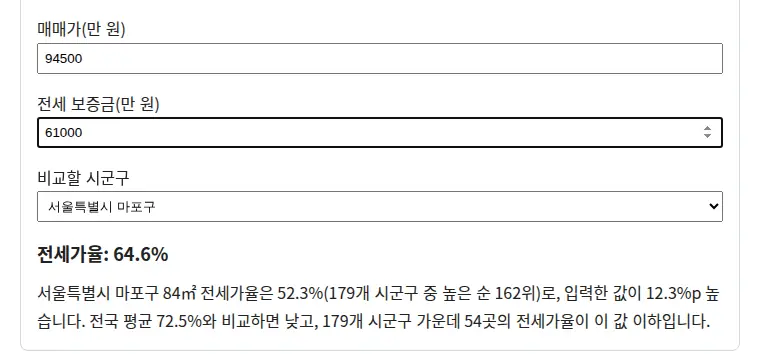 매매가(만 원)
94500
전세 보증금(만 원)
61000
비교할 시군구
서울특별시 마포구
전세가율: 64.6%
서울특별시 마포구 84㎡ 전세가율은 52.3%(179개 시군구 중 높은 순 162위)로, 입력한 값이 12.3%p 높
습니다. 전국 평균 72.5%와 비교하면 낮고, 179개 시군구 가운데 54곳의 전세가율이 이 값 이하입니다.